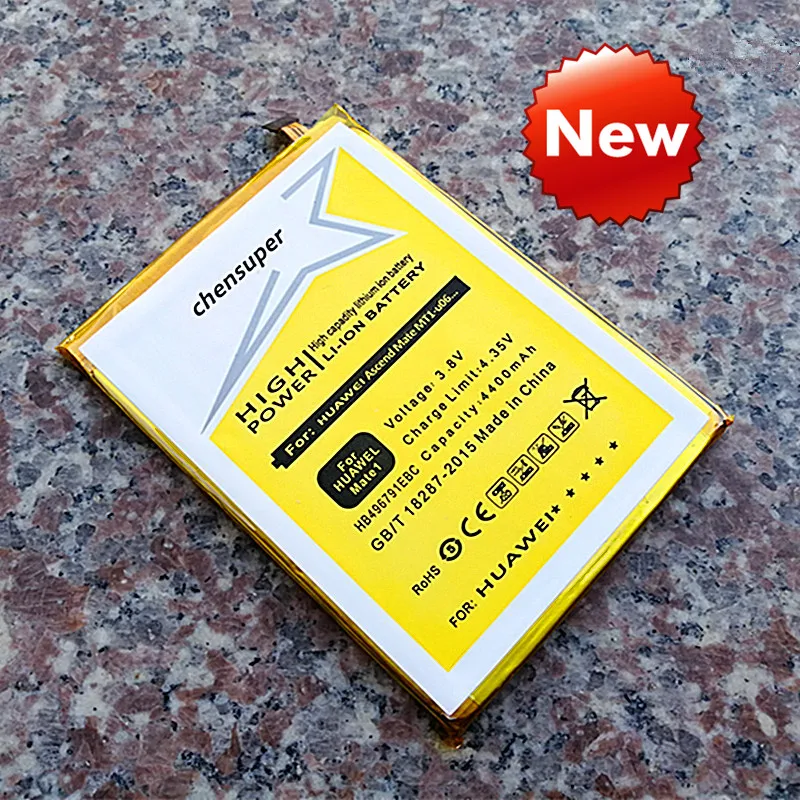 New
chensuper
HIGH
POWER
High capacity lithium ion battery
LI-ION BATTERY
For: HUAWEI Ascend Mate MT1-u06...
For
HUAWEL
Mate1
Voltage: 3.8V
Charge Limit:4.35V
Capacity:4400mAh
HB496791EBC
GB/T 18287-2015 Made In China
RoHS
CE
FOR: HUAWEI★ ★ ★ ★ ★